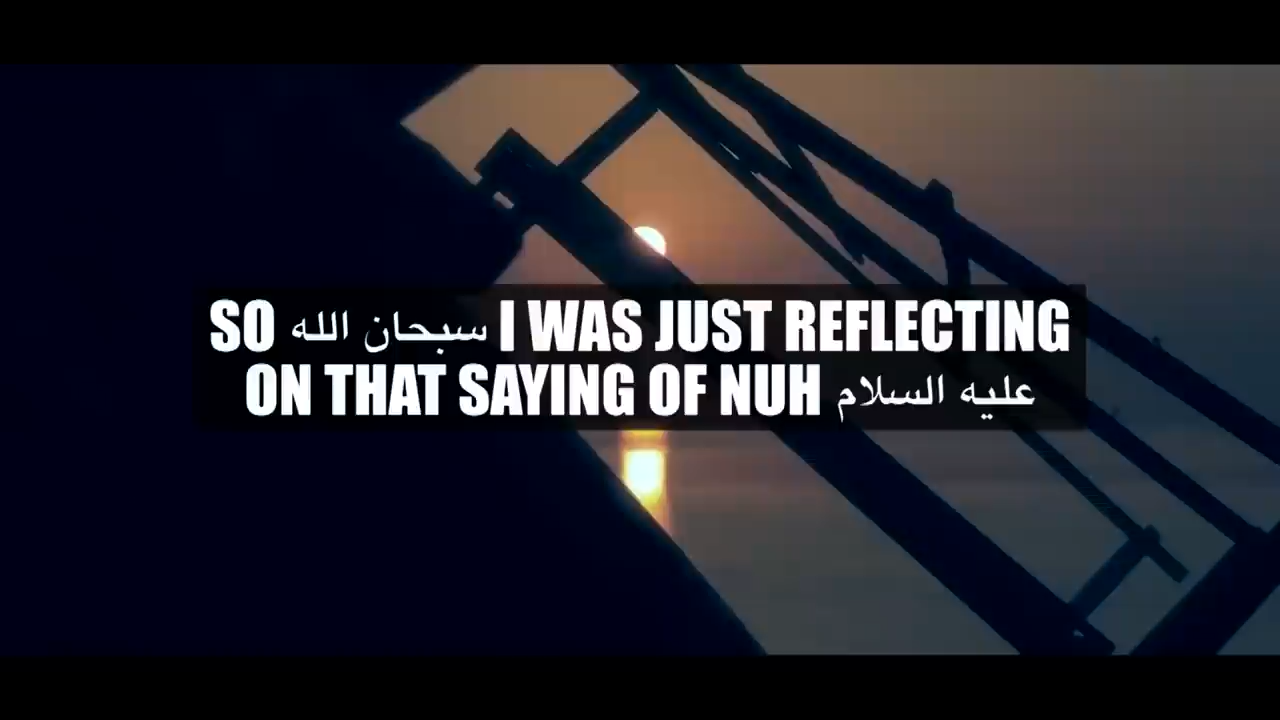 SO سبحان الله I WAS JUST REFLECTING
ON THAT SAYING OF NUH عليه السلام